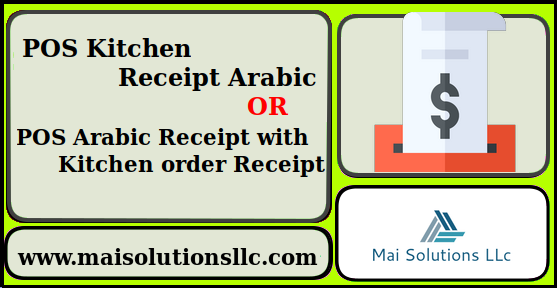 POS Kitchen
Receipt Arabic
OR
POS Arabic Receipt with
Kitchen order Receipt
www.maisolutionsllc.com
$
Mai Solutions LLc